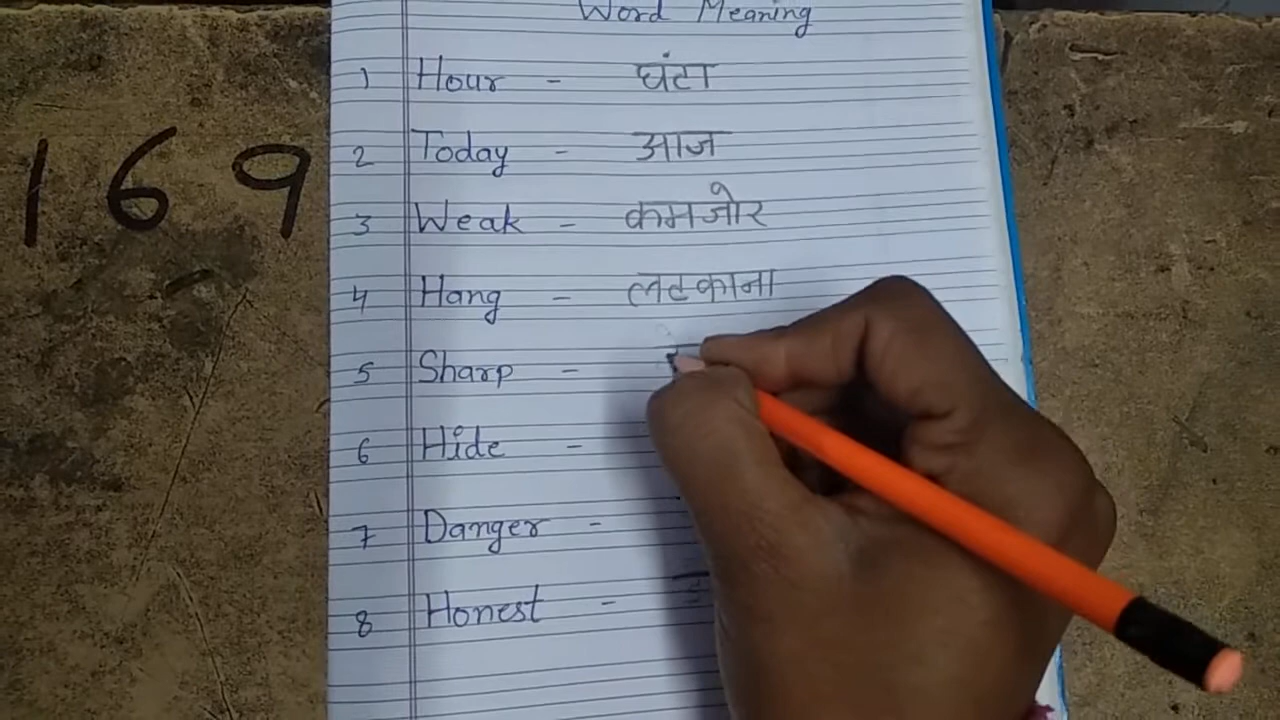 Word Meaning
1 Hour - घंटा
2 Today - आज
3 Weak - कमजोर
4 Hang - लटकाना
5 Sharp -
6 Hide -
7 Danger -
8 Honest -
169